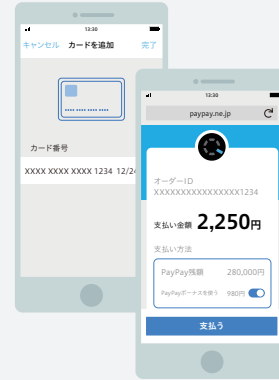 13:30
キャンセル カードを追加 完了
カード番号
XXXX XXXX XXXX 1234 12/24
13:30
paypay.ne.jp
オーダーID
XXXXXXXXXXXXXXXX1234
支払い金額 2,250円
支払い方法
PayPay残額 280,000円
PayPayボーナスを使う 980円
支払う